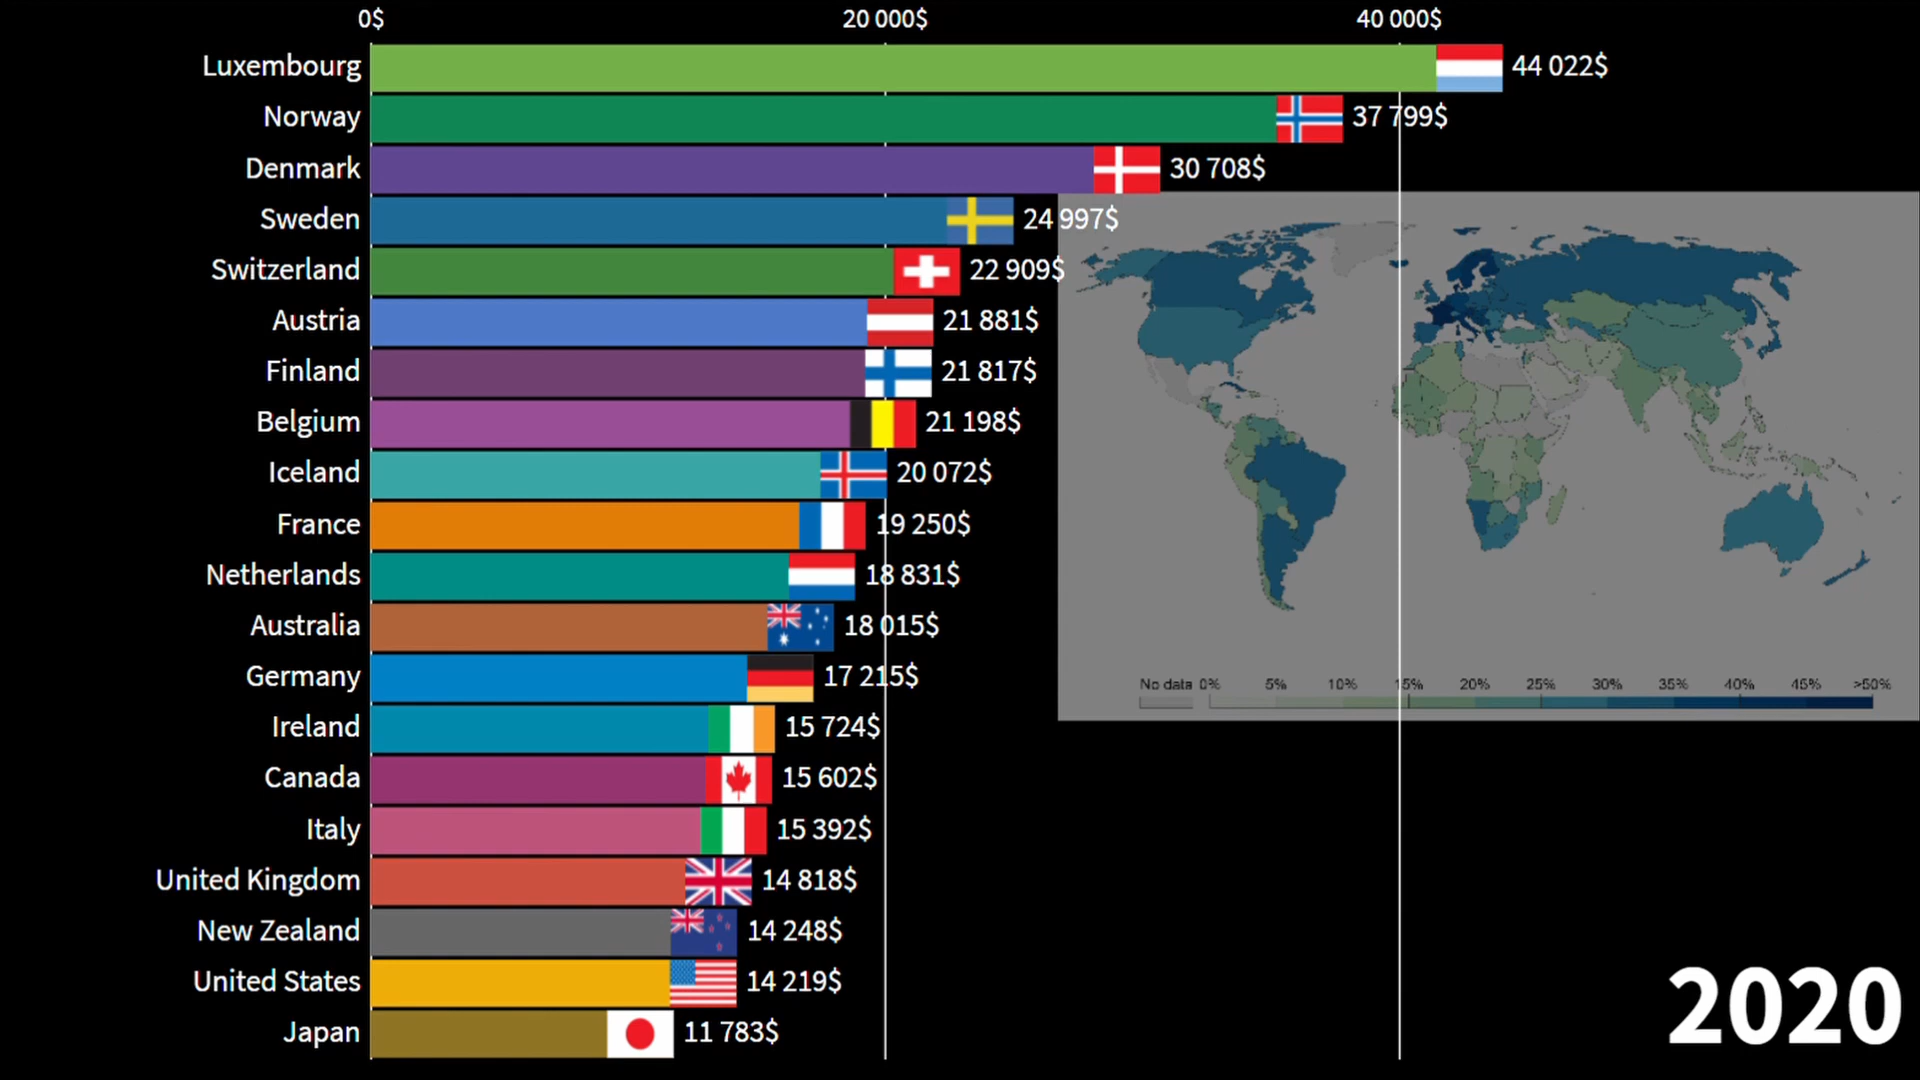 0$ 20 000$ 40 000$
Luxembourg 44 022$
Norway 37 799$
Denmark 30 708$
Sweden 24 997$
Switzerland 22 909$
Austria 21 881$
Finland 21 817$
Belgium 21 198$
Iceland 20 072$
France 19 250$
Netherlands 18 831$
Australia 18 015$
Germany 17 215$
No data 0% 5% 10% 15% 20% 25% 30% 35% 40% 45% >50%
Ireland 15 724$
Canada 15 602$
Italy 15 392$
United Kingdom 14 818$
New Zealand 14 248$
United States 14 219$
Japan 11 783$
2020